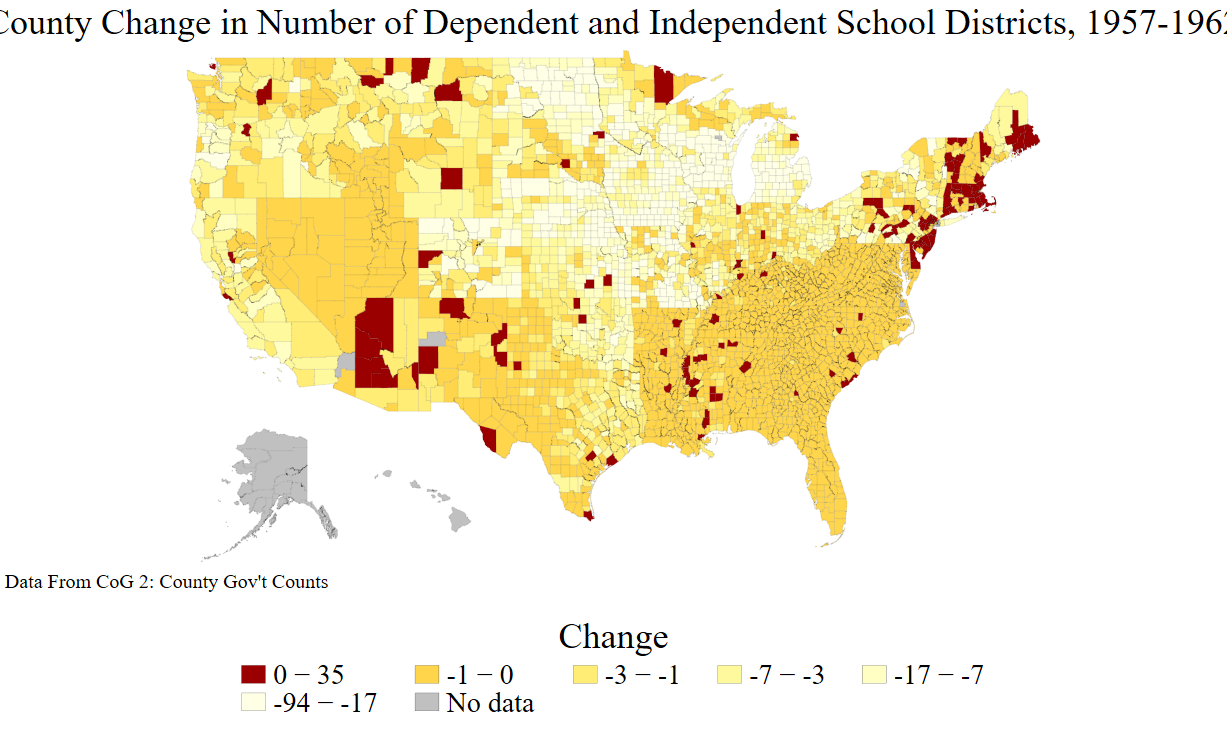 County Change in Number of Dependent and Independent School Districts, 1957-1962
Data From CoG 2: County Gov't Counts
Change
0 − 35 -1 − 0 -3 − -1 -7 − -3 -17 − -7
-94 − -17 No data